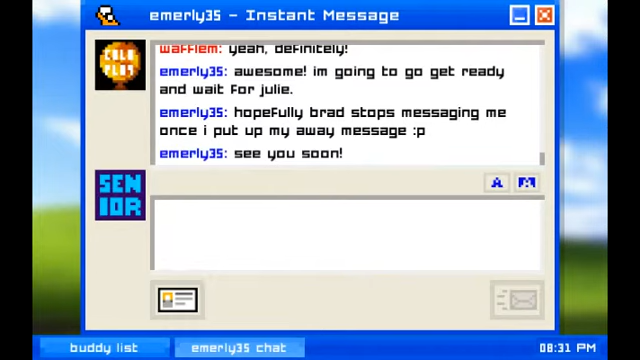 emerly35 - Instant Message
wafflem: yeah, definitely!
emerly35: awesome! im going to go get ready
and wait for julie.
emerly35: hopefully brad stops messaging me
once i put up my away message :p
emerly35: see you soon!
COLD
PLAY
SEN
IOR
A
A
buddy list
emerly35 chat
08:31 PM